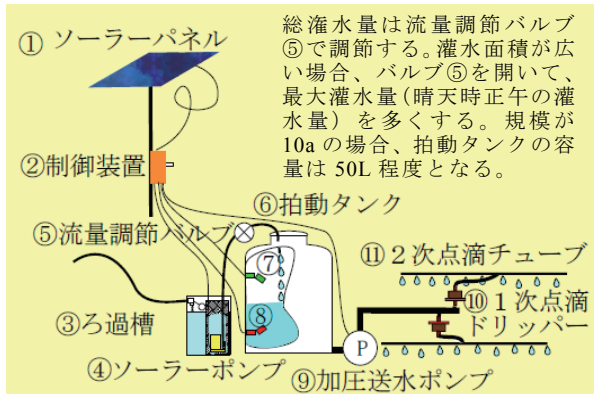 ①ソーラーパネル
総潅水量は流量調節バルブ
⑤で調節する。灌水面積が広
い場合、バルブ⑤を開いて、
最大灌水量(晴天時正午の灌
水量)を多くする。規模が
10aの場合、拍動タンクの容
量は50L程度となる。
②制御装置
⑥拍動タンク
⑤流量調節バルブ
⑦
⑪2次点滴チューブ
⑧
⑩1次点滴
ドリッパー
③ろ過槽
P
④ソーラーポンプ
⑨加圧送水ポンプ